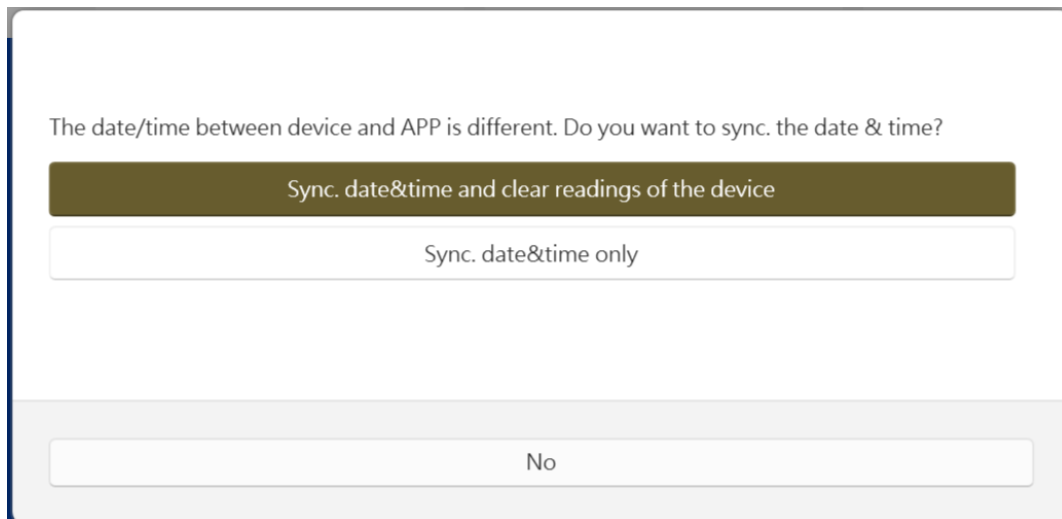 The date/time between device and APP is different. Do you want to sync. the date & time?
Sync. date&time and clear readings of the device
Sync. date&time only
No